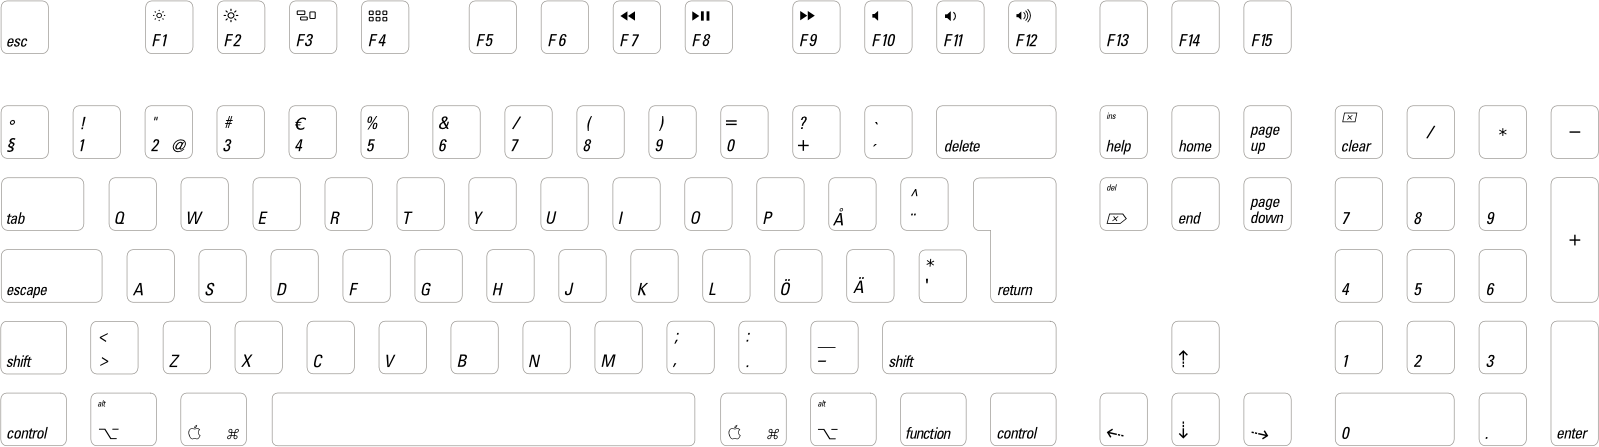 esc F1 F2 F3 F4 F5 F6 F7 F8 F9 F10 F11 F12 F13 F14 F15
° ! " # € % & / ( ) = ? ` ins
§ 1 2 @ 3 4 5 6 7 8 9 0 + ´ delete help home page up clear / * −
^ del
tab Q W E R T Y U I O P Å ¨ end page down 7 8 9 +
*
escape A S D F G H J K L Ö Ä ' return 4 5 6
< ; : _
shift > Z X C V B N M , . – shift ↑ 1 2 3
alt alt
control ⌥ ⌘ ⌘ ⌥ function control ← ↓ → 0 . enter